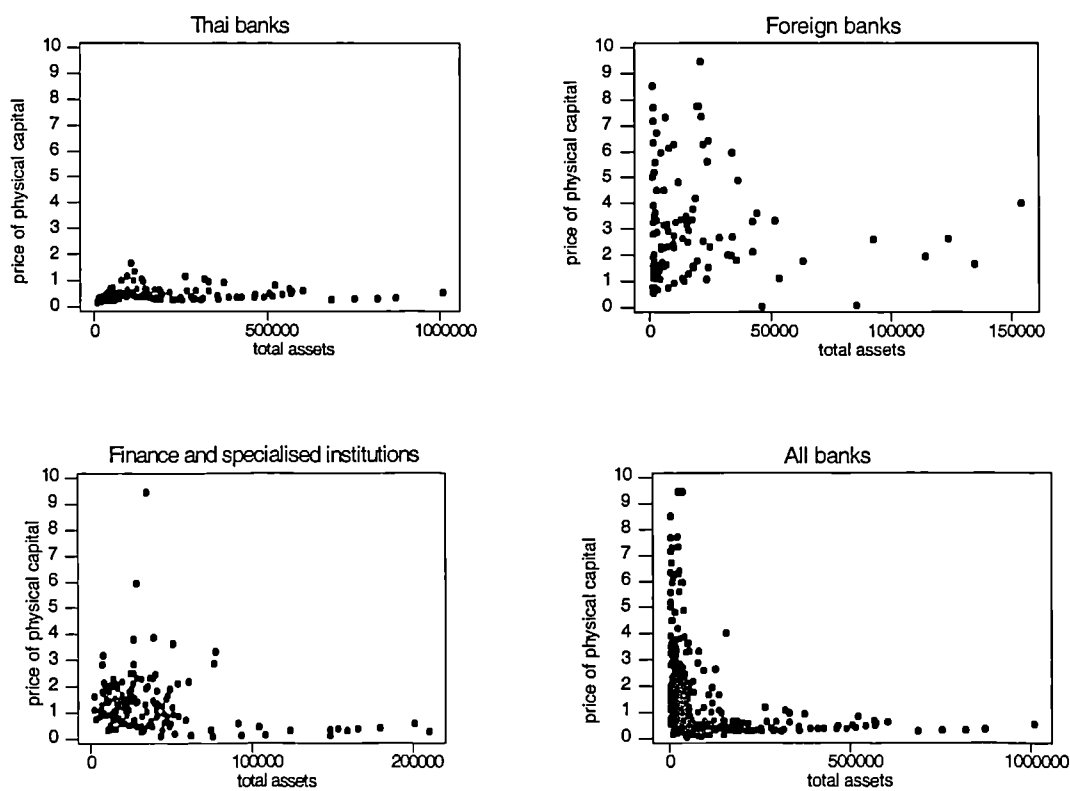 Thai banks
10
9
8
7
6
5
4
3
2
1
0
price of physical capital
0 500000 1000000
total assets
Foreign banks
10
9
8
7
6
5
4
3
2
1
0
price of physical capital
0 50000 100000 150000
total assets
Finance and specialised institutions
10
9
8
7
6
5
4
3
2
1
0
price of physical capital
0 100000 200000
total assets
All banks
10
9
8
7
6
5
4
3
2
1
0
price of physical capital
0 500000 1000000
total assets